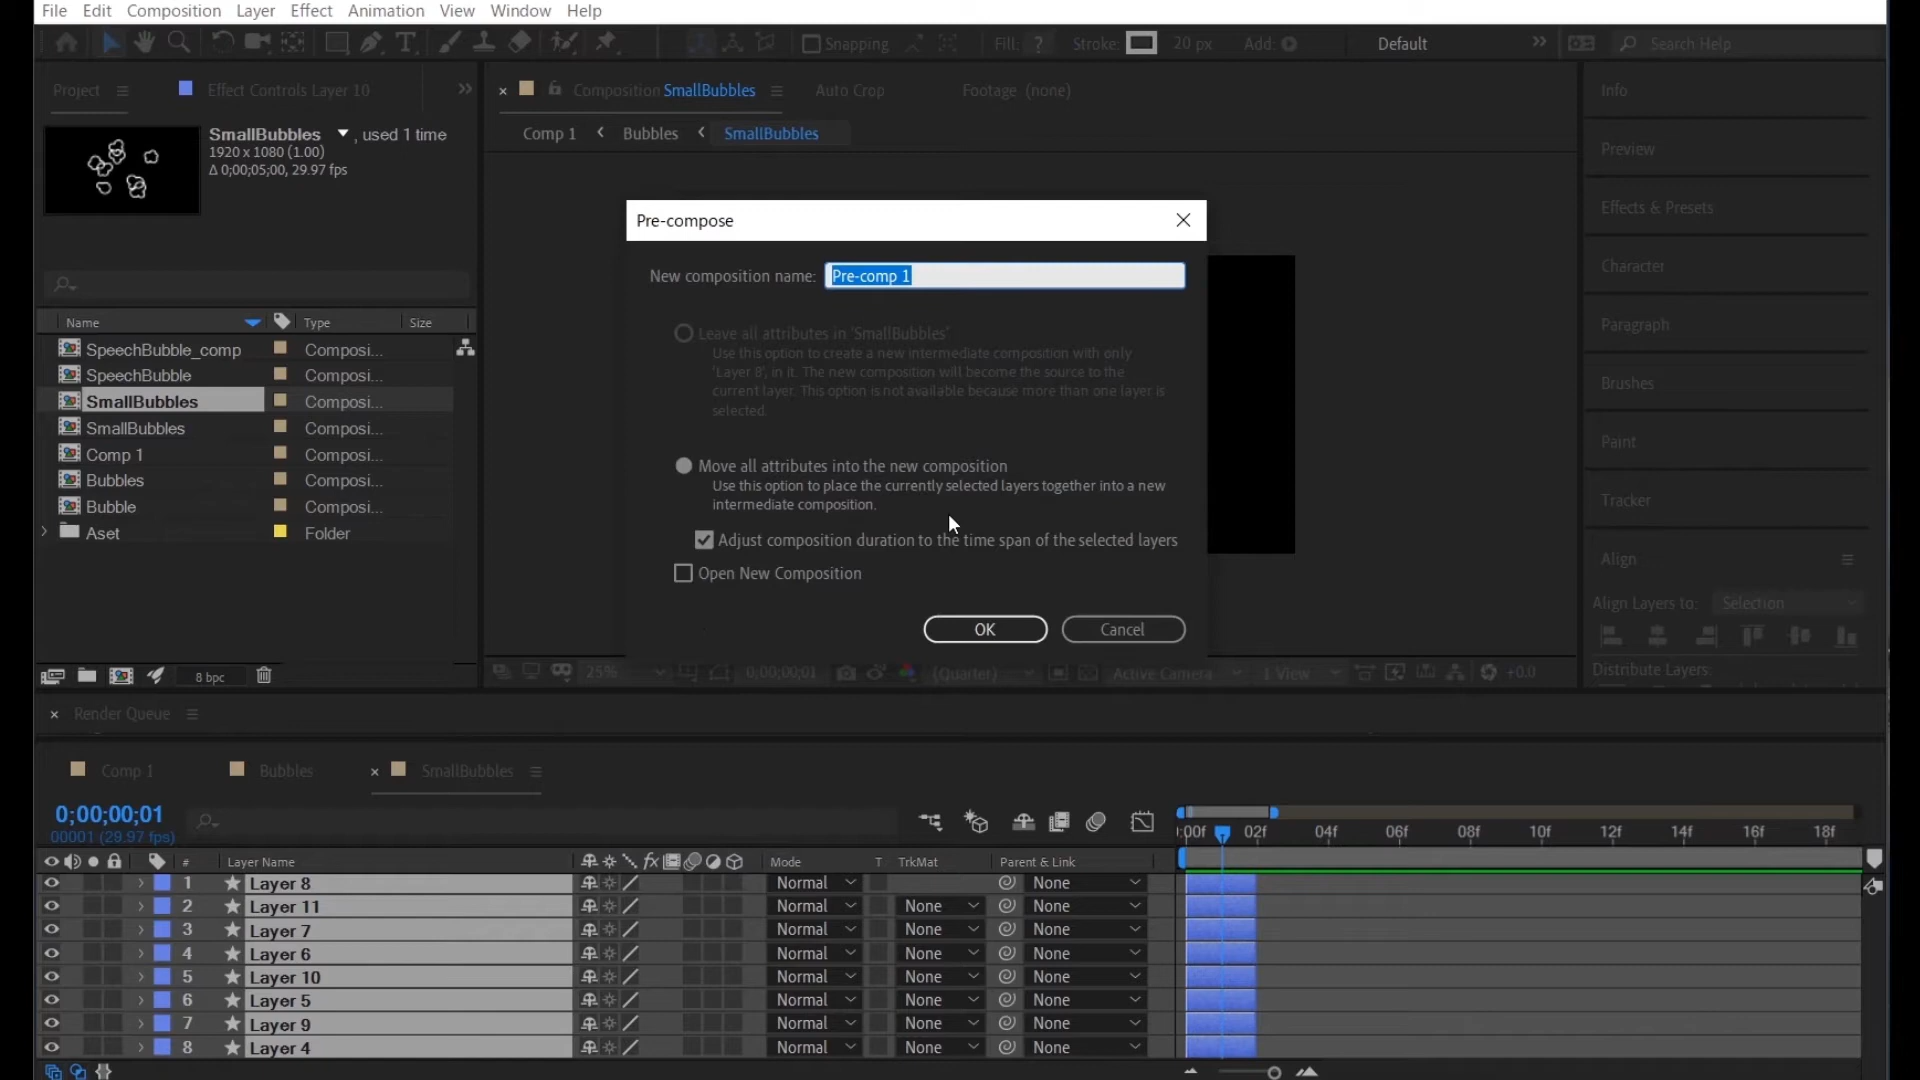 File Edit Composition Layer Effect Animation View Window Help
Snapping Fill: ? Stroke: 20 px Add: Default Search Help
Project Effect Controls Layer 10
Composition SmallBubbles Auto Crop Footage (none)
Comp 1 Bubbles SmallBubbles
SmallBubbles , used 1 time
1920 x 1080 (1.00)
Δ 0;00;05;00, 29.97 fps
Name Type Size
SpeechBubble_comp Composi...
SpeechBubble Composi...
SmallBubbles Composi...
SmallBubbles Composi...
Comp 1 Composi...
Bubbles Composi...
Bubble Composi...
Aset Folder
8 bpc
Pre-compose
New composition name: Pre-comp 1
Leave all attributes in 'SmallBubbles'
Use this option to create a new intermediate composition with only
'Layer 8', in it. The new composition will become the source to the
current layer. This option is not available because more than one layer is
selected.
Move all attributes into the new composition
Use this option to place the currently selected layers together into a new
intermediate composition.
Adjust composition duration to the time span of the selected layers
Open New Composition
OK Cancel
25% 0;00;00;01 (Quarter) Active Camera 1 View +0.0
Info
Preview
Effects & Presets
Character
Paragraph
Brushes
Paint
Tracker
Align
Align Layers to: Selection
Distribute Layers:
Render Queue
Comp 1 Bubbles SmallBubbles
0;00;00;01
00001 (29.97 fps)
:00f 02f 04f 06f 08f 10f 12f 14f 16f 18f
# Layer Name fx Mode T TrkMat Parent & Link
1 Layer 8 Normal None
2 Layer 11 Normal None None
3 Layer 7 Normal None None
4 Layer 6 Normal None None
5 Layer 10 Normal None None
6 Layer 5 Normal None None
7 Layer 9 Normal None None
8 Layer 4 Normal None None